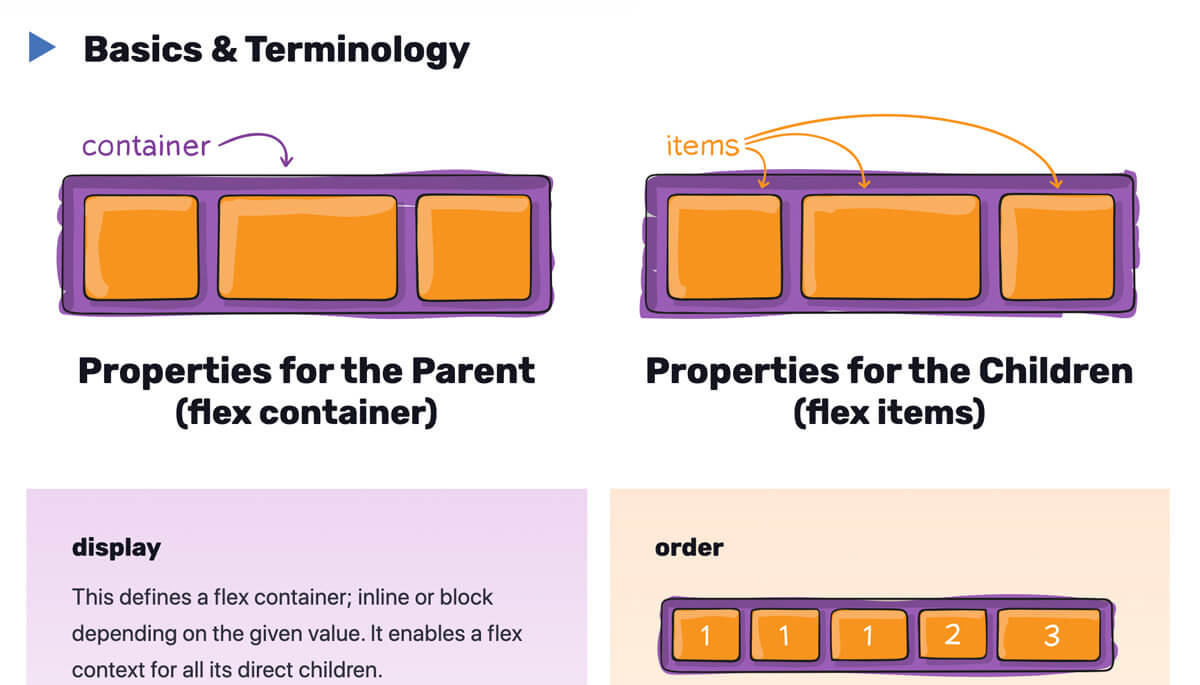 Basics & Terminology
container
Properties for the Parent
(flex container)
display
This defines a flex container; inline or block
depending on the given value. It enables a flex
context for all its direct children.
items
Properties for the Children
(flex items)
order
1 1 1 2 3